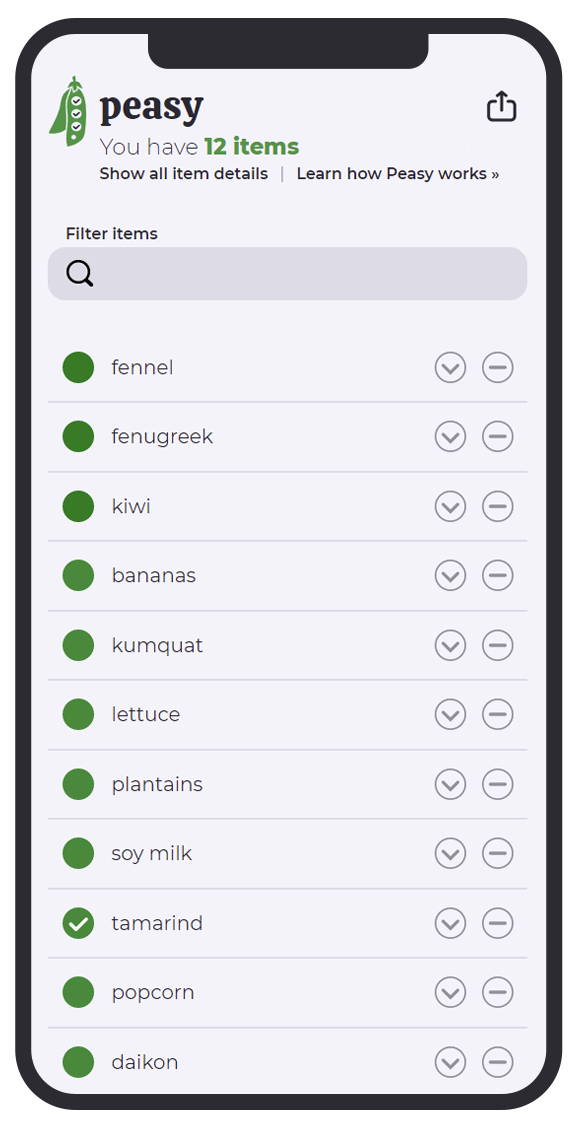 peasy
You have 12 items
Show all item details | Learn how Peasy works »
Filter items
fennel
fenugreek
kiwi
bananas
kumquat
lettuce
plantains
soy milk
tamarind
popcorn
daikon